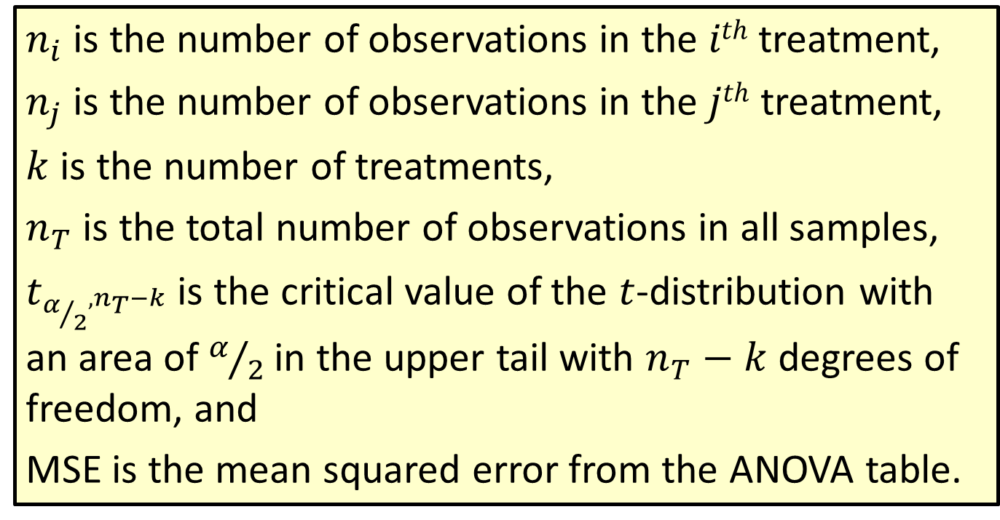 n_i is the number of observations in the i^{th} treatment,
n_j is the number of observations in the j^{th} treatment,
k is the number of treatments,
n_T is the total number of observations in all samples,
t_{α/2, n_T−k} is the critical value of the t-distribution with
an area of α/2 in the upper tail with n_T − k degrees of
freedom, and
MSE is the mean squared error from the ANOVA table.